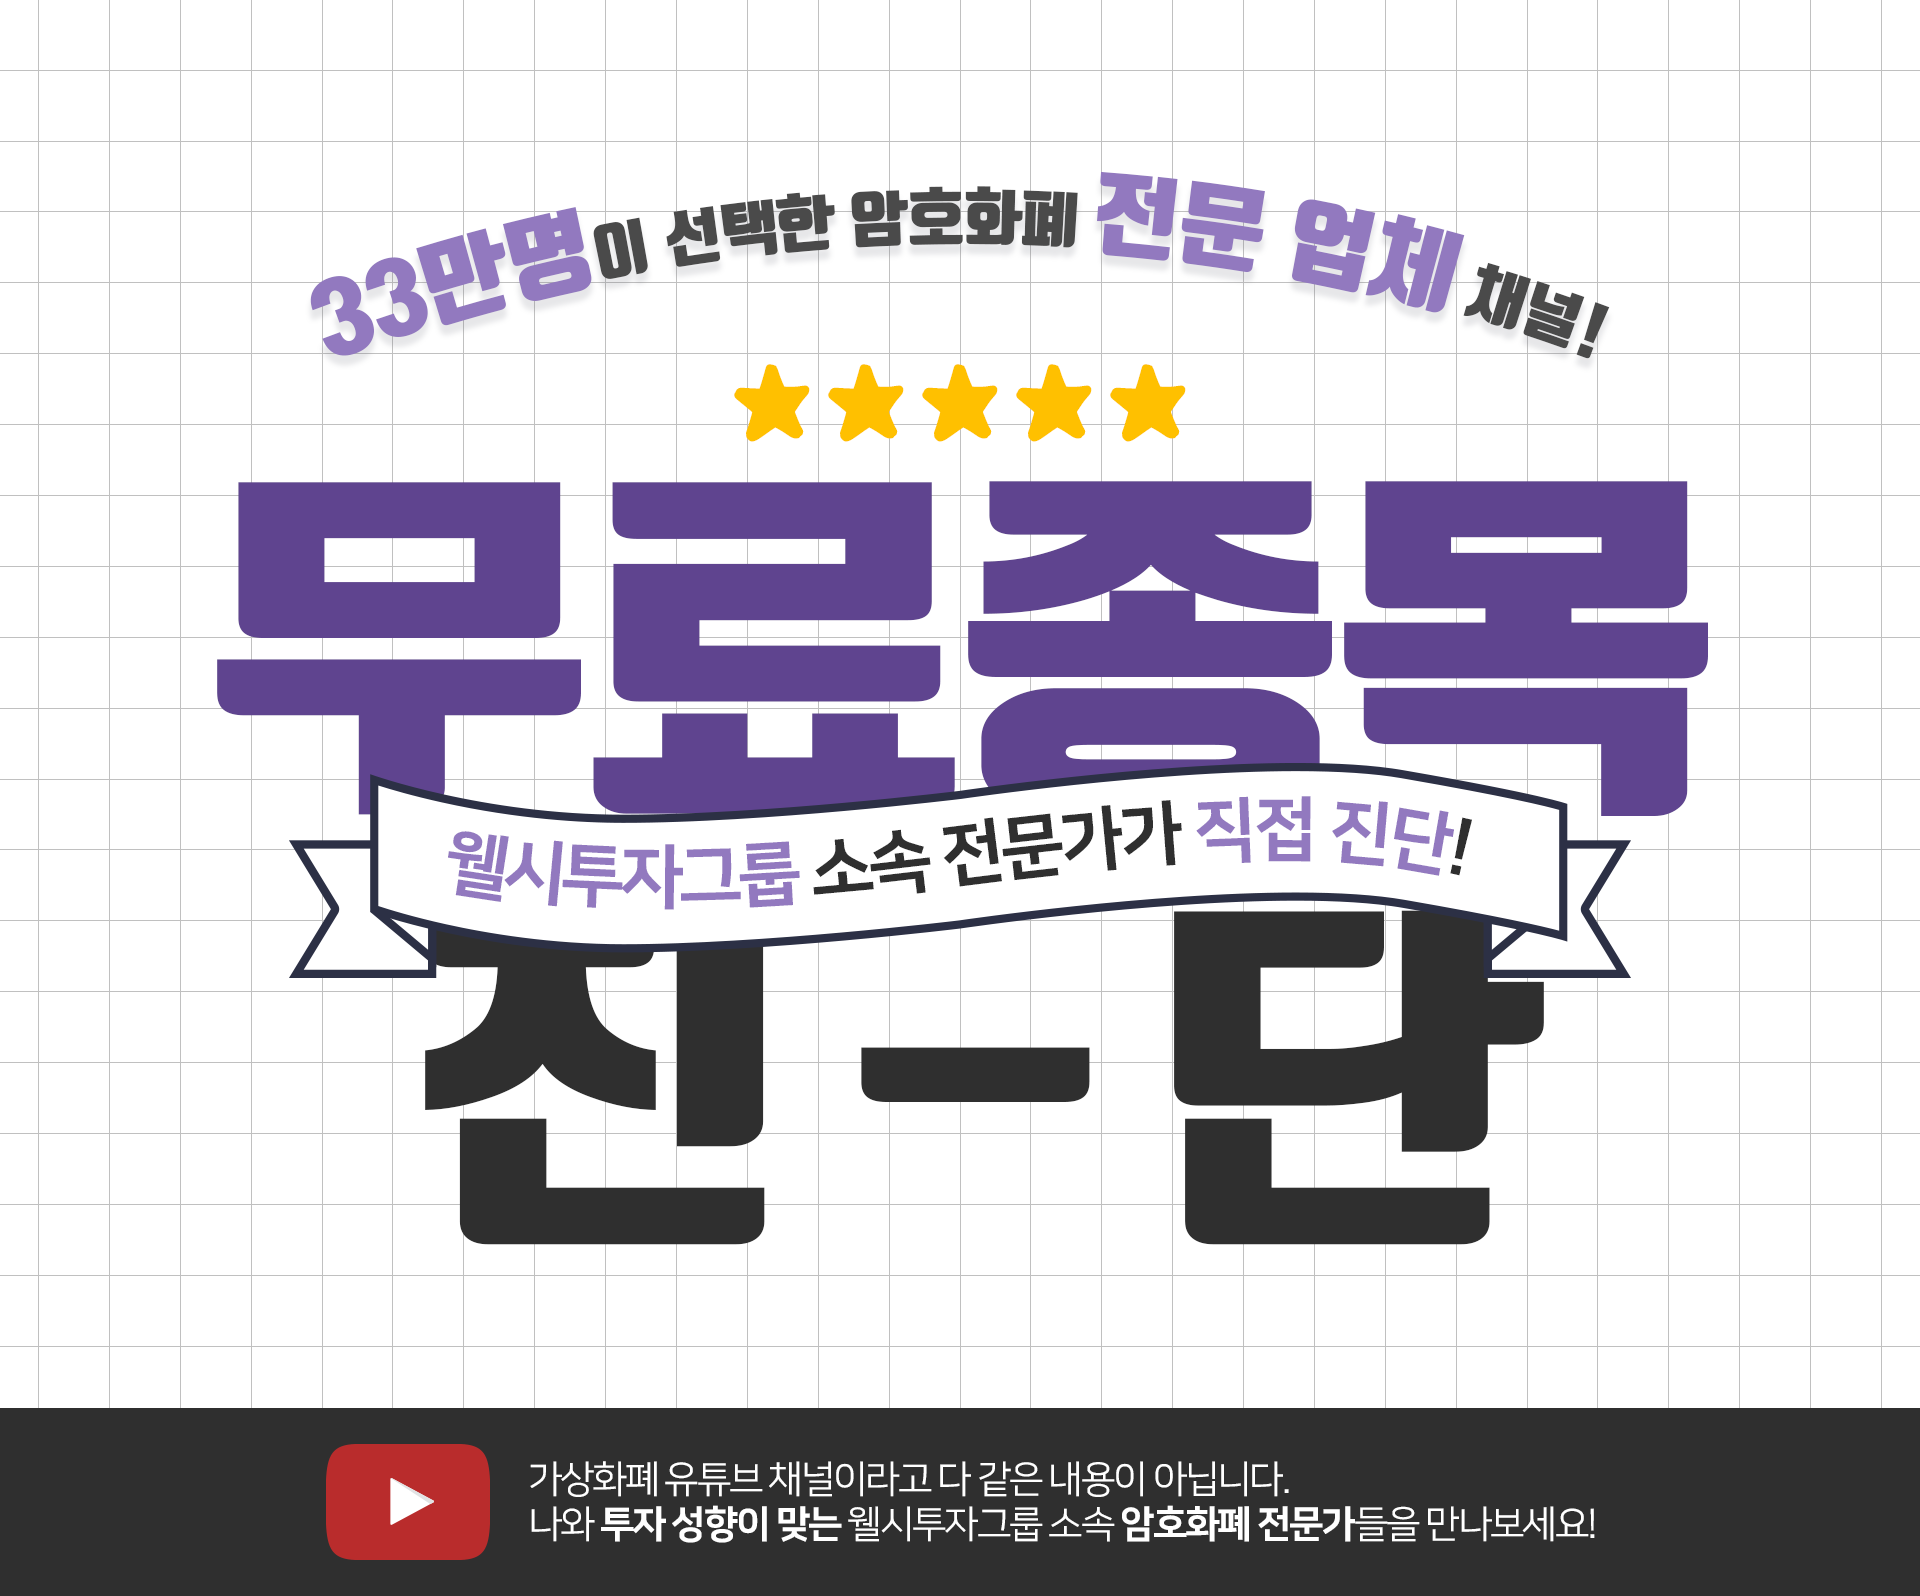 33만명이 선택한 암호화폐 전문 업체 채널!
무료종목
웰시투자그룹 소속 전문가가 직접 진단!
진-단
가상화폐 유튜브 채널이라고 다 같은 내용이 아닙니다.
나와 투자 성향이 맞는 웰시투자그룹 소속 암호화폐 전문가들을 만나보세요!